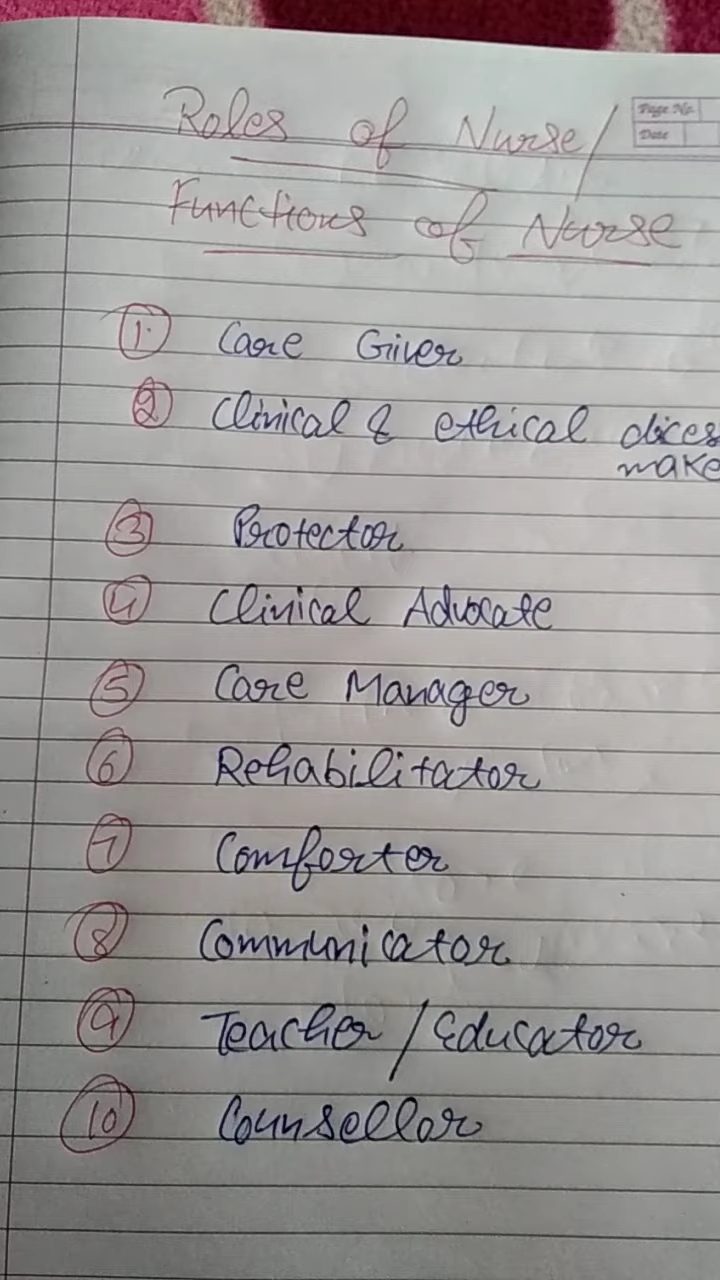 Page No.
Date
Roles of Nurse/
Functions of Nurse
1. Care Giver
2 Clinical & ethical dices
make
3 Protector
4 Clinical Advocate
5 Care Manager
6 Rehabilitator
7 Comforter
8 Communicator
9 Teacher / Educator
10 Counsellor